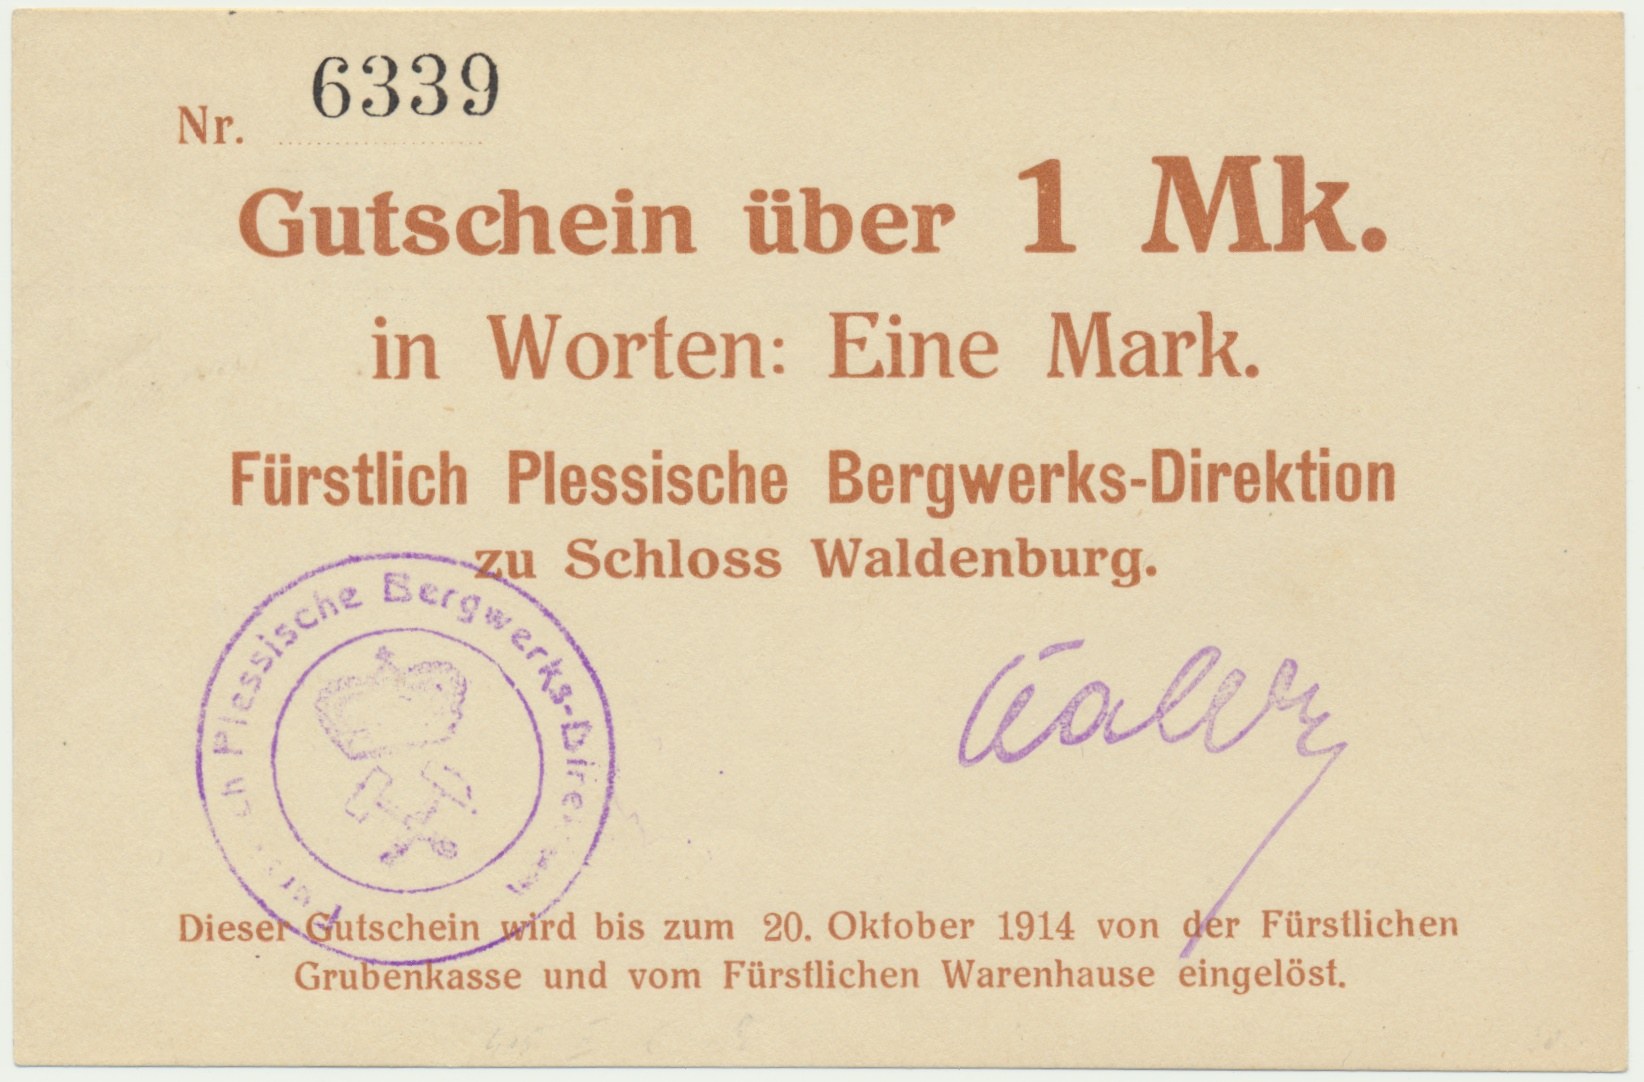 Nr. 6339
Gutschein über 1 Mk.
in Worten: Eine Mark.
Fürstlich Plessische Bergwerks-Direktion
zu Schloss Waldenburg.
Plessische Bergwerks-
Dieser Gutschein wird bis zum 20. Oktober 1914 von der Fürstlichen
Grubenkasse und vom Fürstlichen Warenhause eingelöst.